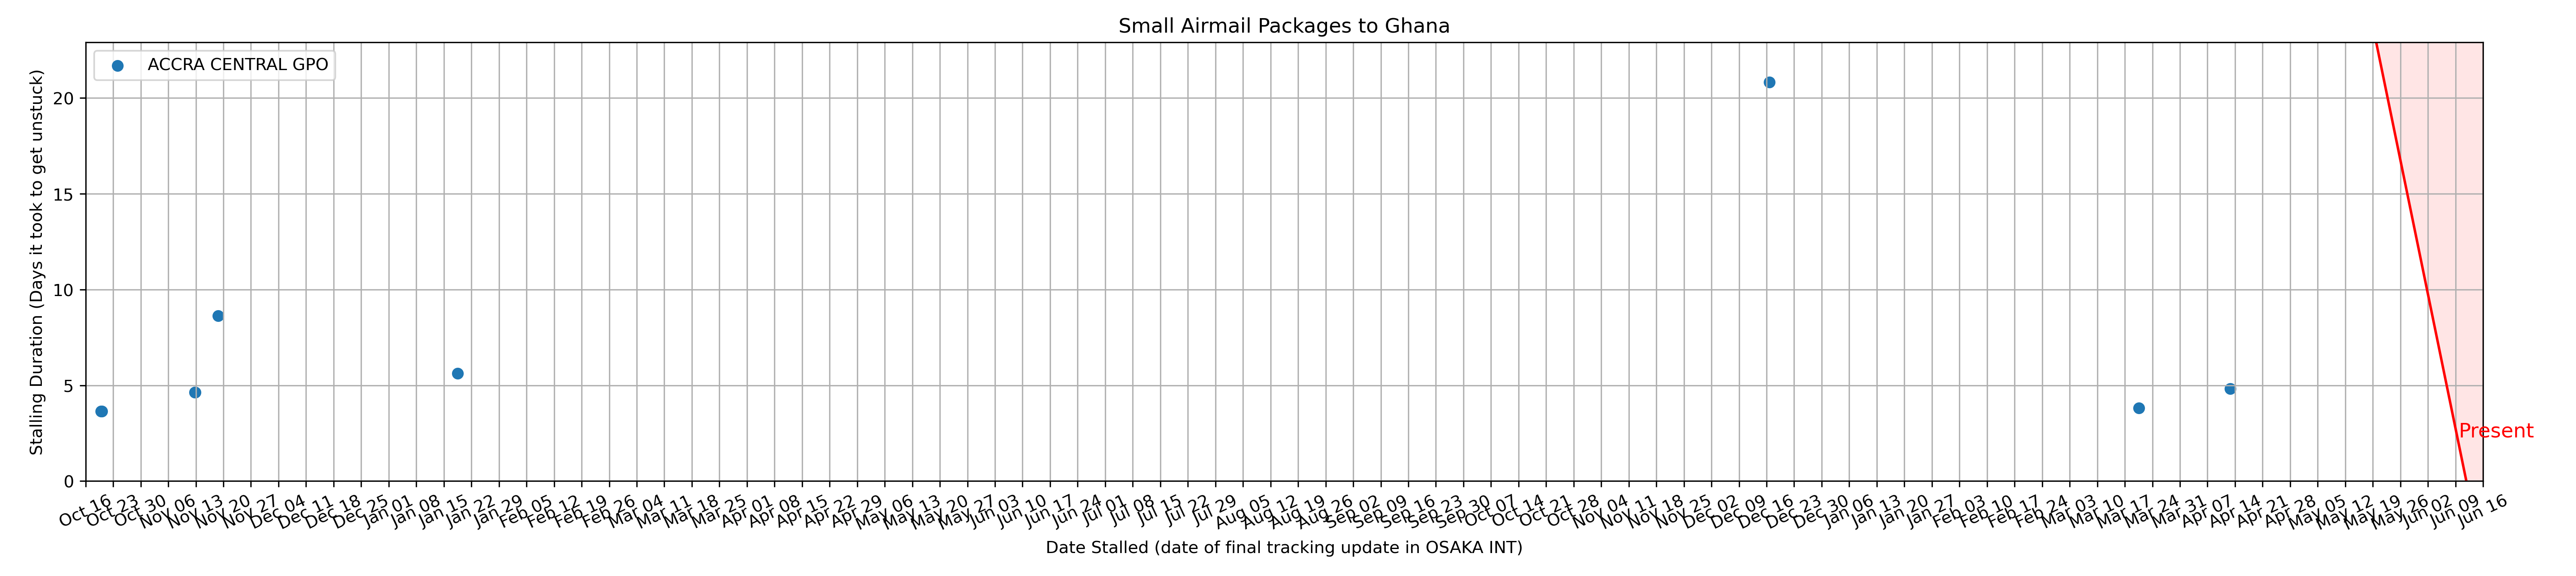 Small Airmail Packages to Ghana
ACCRA CENTRAL GPO
Stalling Duration (Days it took to get unstuck)
20
15
10
5
0
Present
Oct 16
Oct 23
Oct 30
Nov 06
Nov 13
Nov 20
Nov 27
Dec 04
Dec 11
Dec 18
Dec 25
Jan 01
Jan 08
Jan 15
Jan 22
Jan 29
Feb 05
Feb 12
Feb 19
Feb 26
Mar 04
Mar 11
Mar 18
Mar 25
Apr 01
Apr 08
Apr 15
Apr 22
Apr 29
May 06
May 13
May 20
May 27
Jun 03
Jun 10
Jun 17
Jun 24
Jul 01
Jul 08
Jul 15
Jul 22
Jul 29
Aug 05
Aug 12
Aug 19
Aug 26
Sep 02
Sep 09
Sep 16
Sep 23
Sep 30
Oct 07
Oct 14
Oct 21
Oct 28
Nov 04
Nov 11
Nov 18
Nov 25
Dec 02
Dec 09
Dec 16
Dec 23
Dec 30
Jan 06
Jan 13
Jan 20
Jan 27
Feb 03
Feb 10
Feb 17
Feb 24
Mar 03
Mar 10
Mar 17
Mar 24
Mar 31
Apr 07
Apr 14
Apr 21
Apr 28
May 05
May 12
May 19
May 26
Jun 02
Jun 09
Jun 16
Date Stalled (date of final tracking update in OSAKA INT)